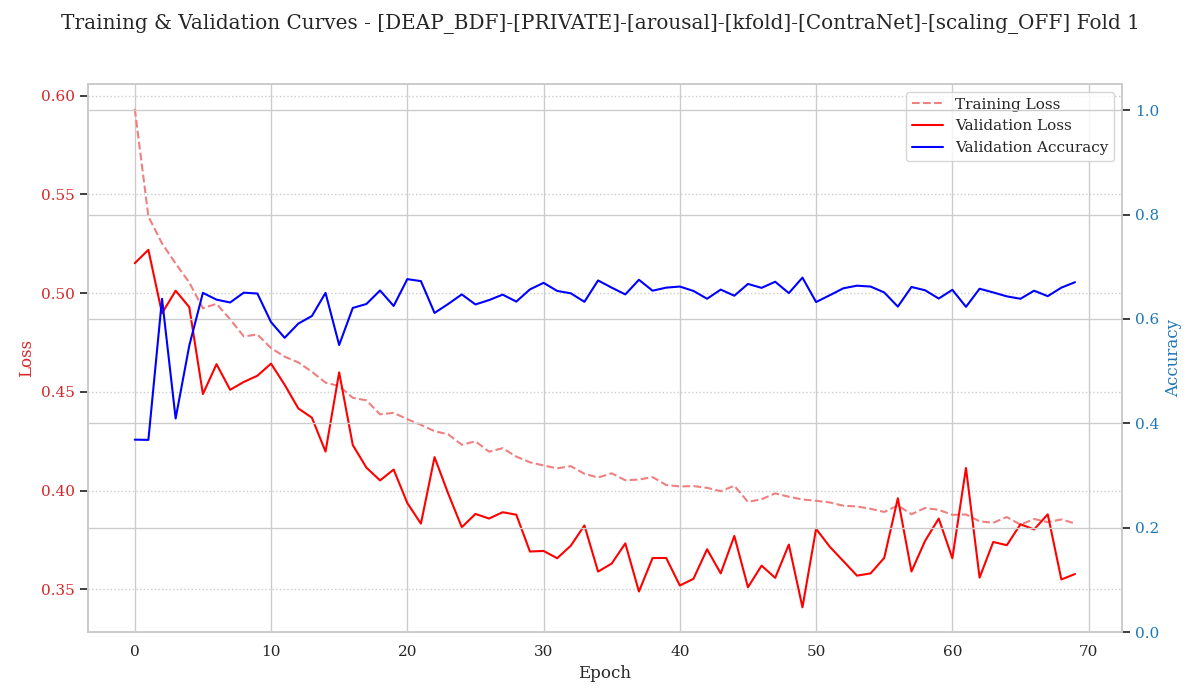 Training & Validation Curves - [DEAP_BDF]-[PRIVATE]-[arousal]-[kfold]-[ContraNet]-[scaling_OFF] Fold 1
Training Loss
Validation Loss
Validation Accuracy
0.60
0.55
0.50
0.45
0.40
0.35
Loss
1.0
0.8
0.6
0.4
0.2
0.0
Accuracy
0 10 20 30 40 50 60 70
Epoch